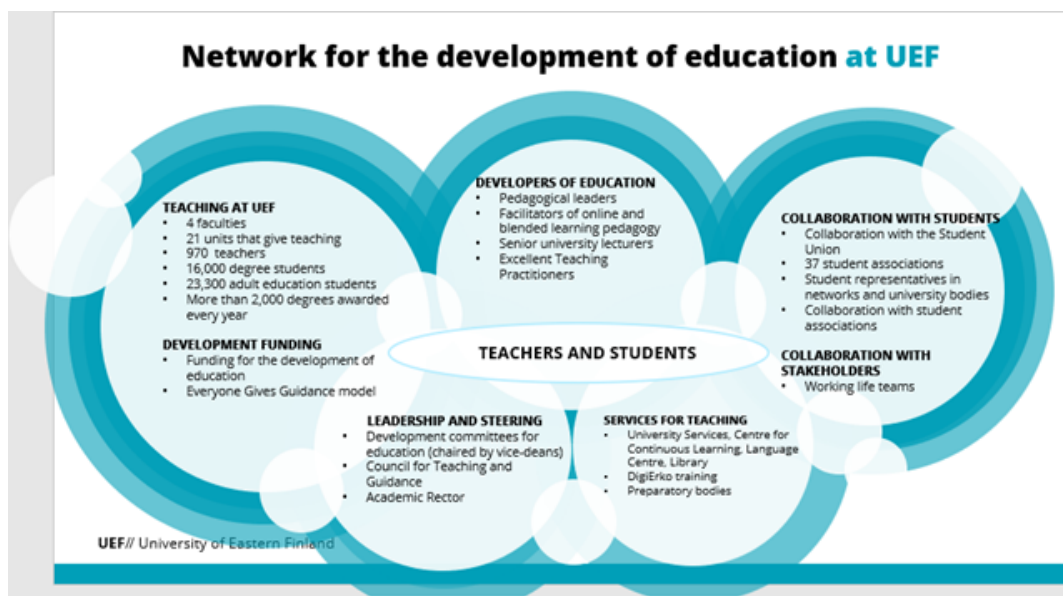 Network for the development of education at UEF
TEACHING AT UEF
• 4 faculties
• 21 units that give teaching
• 970 teachers
• 16,000 degree students
• 23,300 adult education students
• More than 2,000 degrees awarded
every year
DEVELOPMENT FUNDING
• Funding for the development of
education
• Everyone Gives Guidance model
DEVELOPERS OF EDUCATION
• Pedagogical leaders
• Facilitators of online and
blended learning pedagogy
• Senior university lecturers
• Excellent Teaching
Practitioners
COLLABORATION WITH STUDENTS
• Collaboration with the Student
Union
• 37 student associations
• Student representatives in
networks and university bodies
• Collaboration with student
associations
COLLABORATION WITH
STAKEHOLDERS
• Working life teams
TEACHERS AND STUDENTS
LEADERSHIP AND STEERING
• Development committees for
education (chaired by vice-deans)
• Council for Teaching and
Guidance
• Academic Rector
SERVICES FOR TEACHING
• University Services, Centre for
Continuous Learning, Language
Centre, Library
• DigiErko training
• Preparatory bodies
UEF// University of Eastern Finland